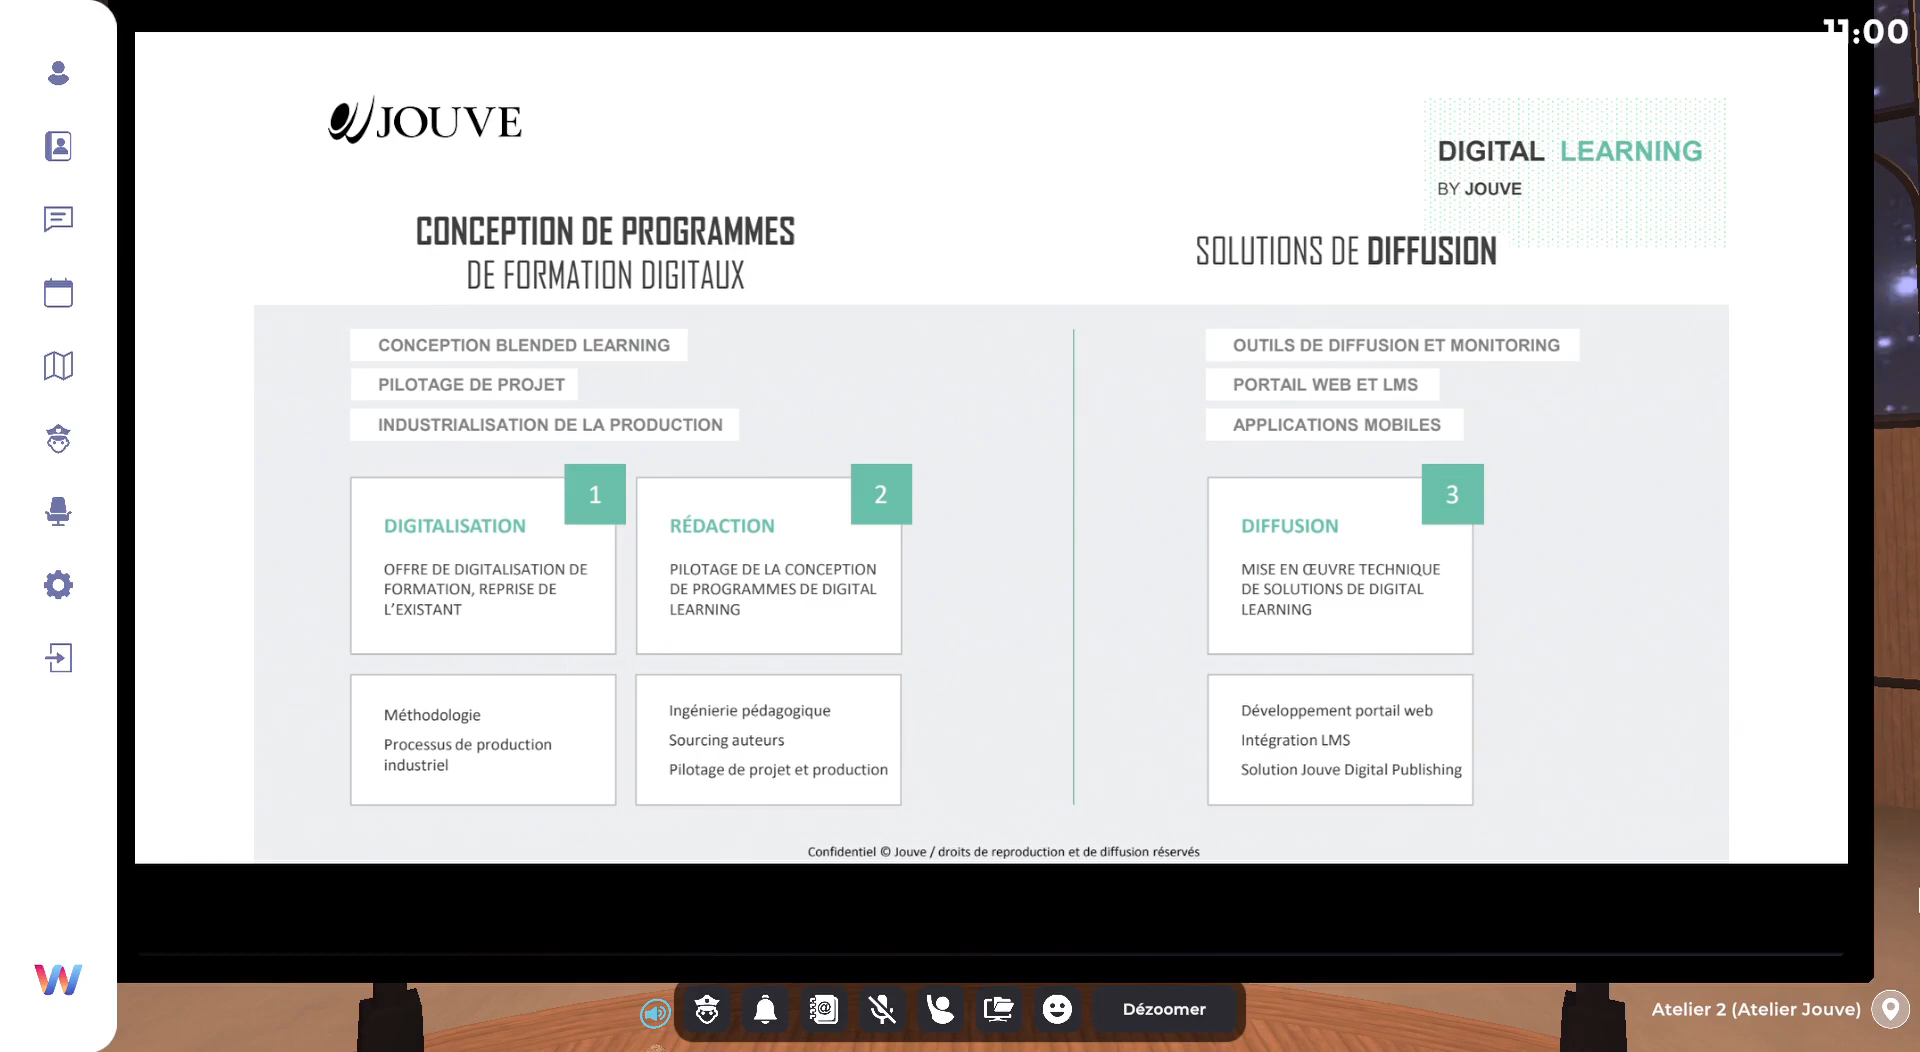 11:00
JOUVE
DIGITAL LEARNING
BY JOUVE
CONCEPTION DE PROGRAMMES
DE FORMATION DIGITAUX
SOLUTIONS DE DIFFUSION
CONCEPTION BLENDED LEARNING
PILOTAGE DE PROJET
INDUSTRIALISATION DE LA PRODUCTION
OUTILS DE DIFFUSION ET MONITORING
PORTAIL WEB ET LMS
APPLICATIONS MOBILES
1
DIGITALISATION
OFFRE DE DIGITALISATION DE
FORMATION, REPRISE DE
L’EXISTANT
2
RÉDACTION
PILOTAGE DE LA CONCEPTION
DE PROGRAMMES DE DIGITAL
LEARNING
3
DIFFUSION
MISE EN ŒUVRE TECHNIQUE
DE SOLUTIONS DE DIGITAL
LEARNING
Méthodologie
Processus de production
industriel
Ingénierie pédagogique
Sourcing auteurs
Pilotage de projet et production
Développement portail web
Intégration LMS
Solution Jouve Digital Publishing
Confidentiel © Jouve / droits de reproduction et de diffusion réservés
W
Dézoomer
Atelier 2 (Atelier Jouve)